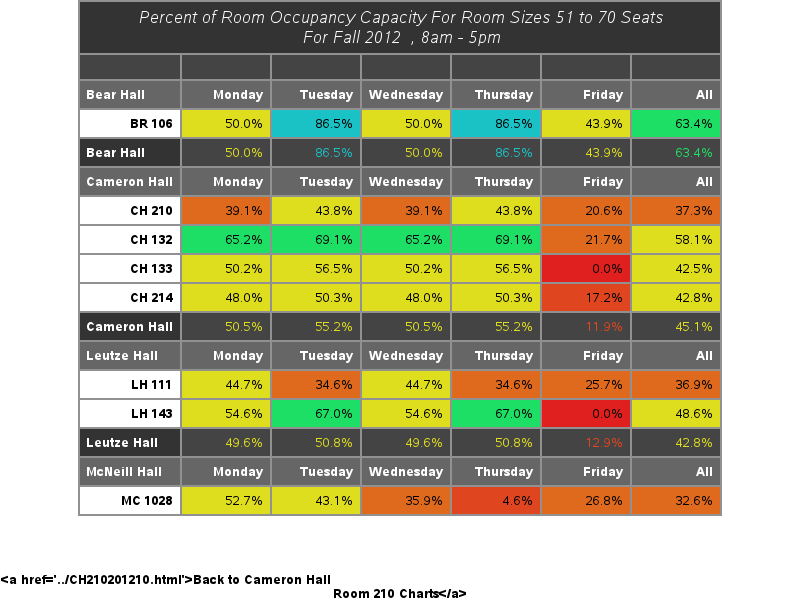 Percent of Room Occupancy Capacity For Room Sizes 51 to 70 Seats
For Fall 2012 , 8am - 5pm
Bear Hall Monday Tuesday Wednesday Thursday Friday All
BR 106 50.0% 86.5% 50.0% 86.5% 43.9% 63.4%
Bear Hall 50.0% 86.5% 50.0% 86.5% 43.9% 63.4%
Cameron Hall Monday Tuesday Wednesday Thursday Friday All
CH 210 39.1% 43.8% 39.1% 43.8% 20.6% 37.3%
CH 132 65.2% 69.1% 65.2% 69.1% 21.7% 58.1%
CH 133 50.2% 56.5% 50.2% 56.5% 0.0% 42.5%
CH 214 48.0% 50.3% 48.0% 50.3% 17.2% 42.8%
Cameron Hall 50.5% 55.2% 50.5% 55.2% 11.9% 45.1%
Leutze Hall Monday Tuesday Wednesday Thursday Friday All
LH 111 44.7% 34.6% 44.7% 34.6% 25.7% 36.9%
LH 143 54.6% 67.0% 54.6% 67.0% 0.0% 48.6%
Leutze Hall 49.6% 50.8% 49.6% 50.8% 12.9% 42.8%
McNeill Hall Monday Tuesday Wednesday Thursday Friday All
MC 1028 52.7% 43.1% 35.9% 4.6% 26.8% 32.6%
<a href='../CH210201210.html'>Back to Cameron Hall
Room 210 Charts</a>